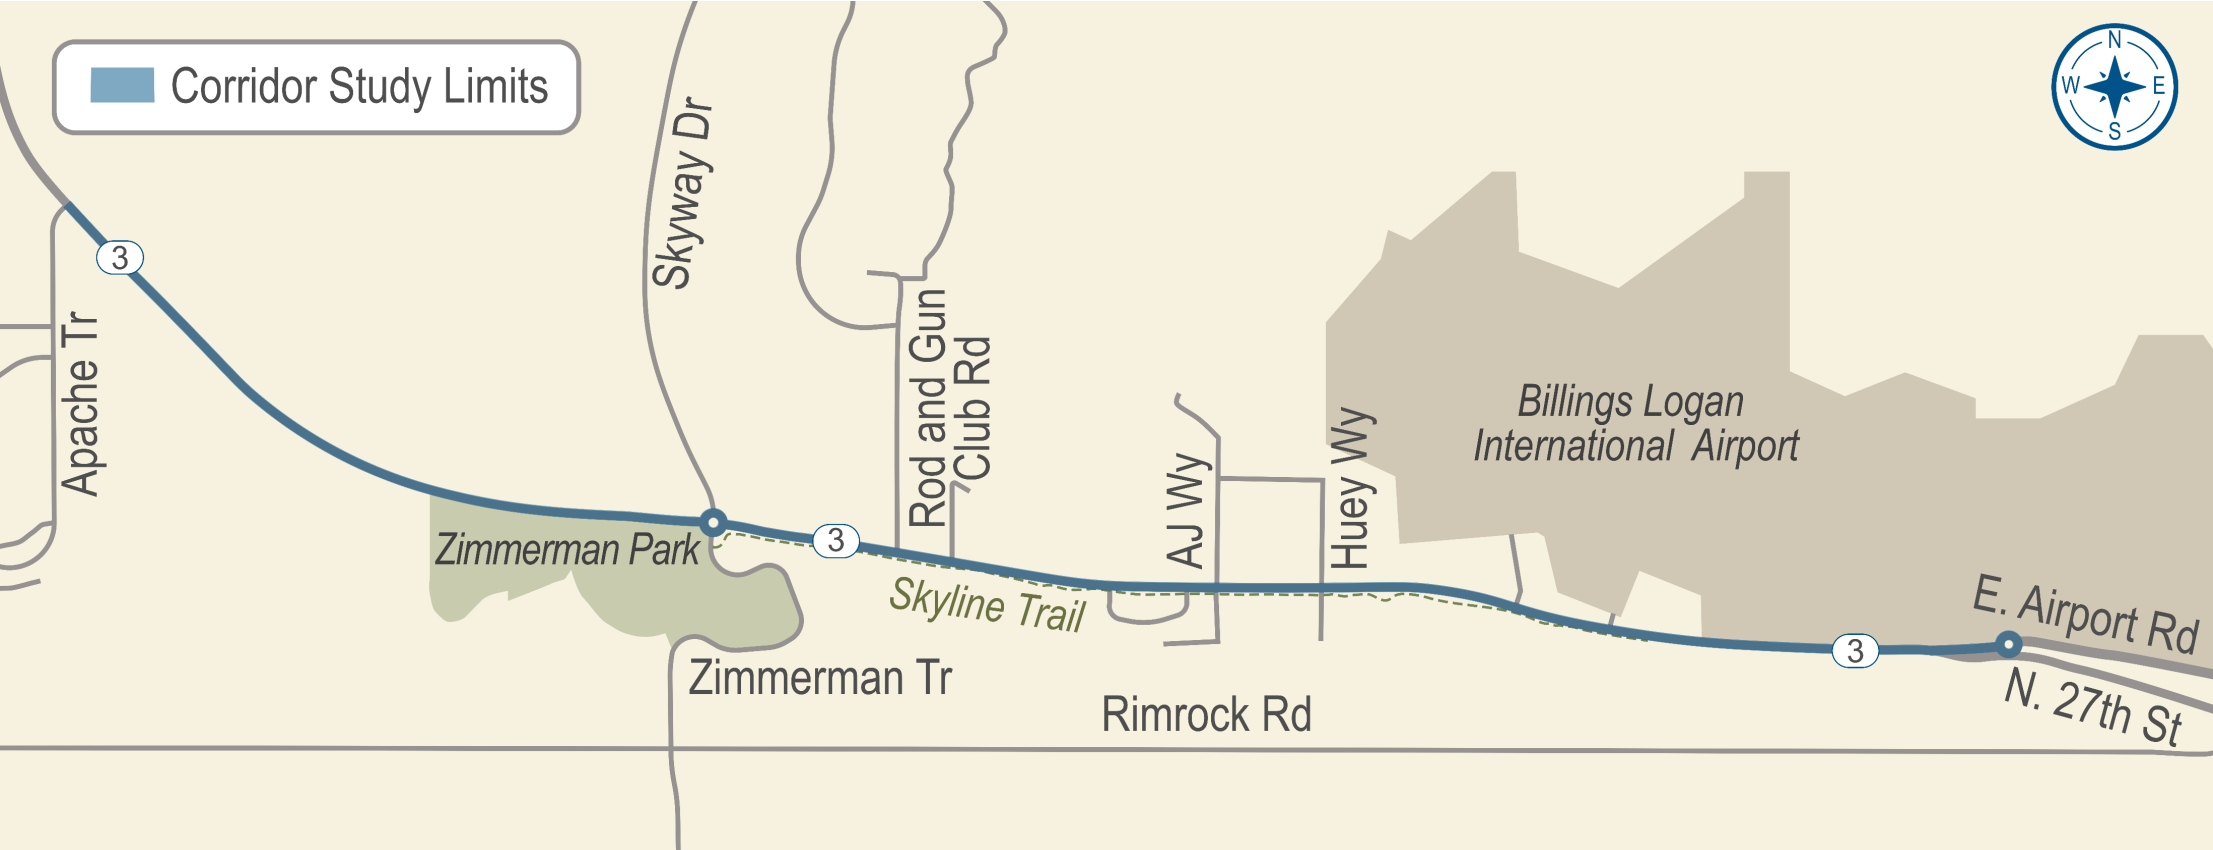 Corridor Study Limits
N
W
E
S
3
Skyway Dr
Apache Tr
Rod and Gun
Club Rd
Billings Logan
International Airport
AJ Wy
Huey Wy
Zimmerman Park
3
Skyline Trail
E. Airport Rd
3
Zimmerman Tr
N. 27th St
Rimrock Rd